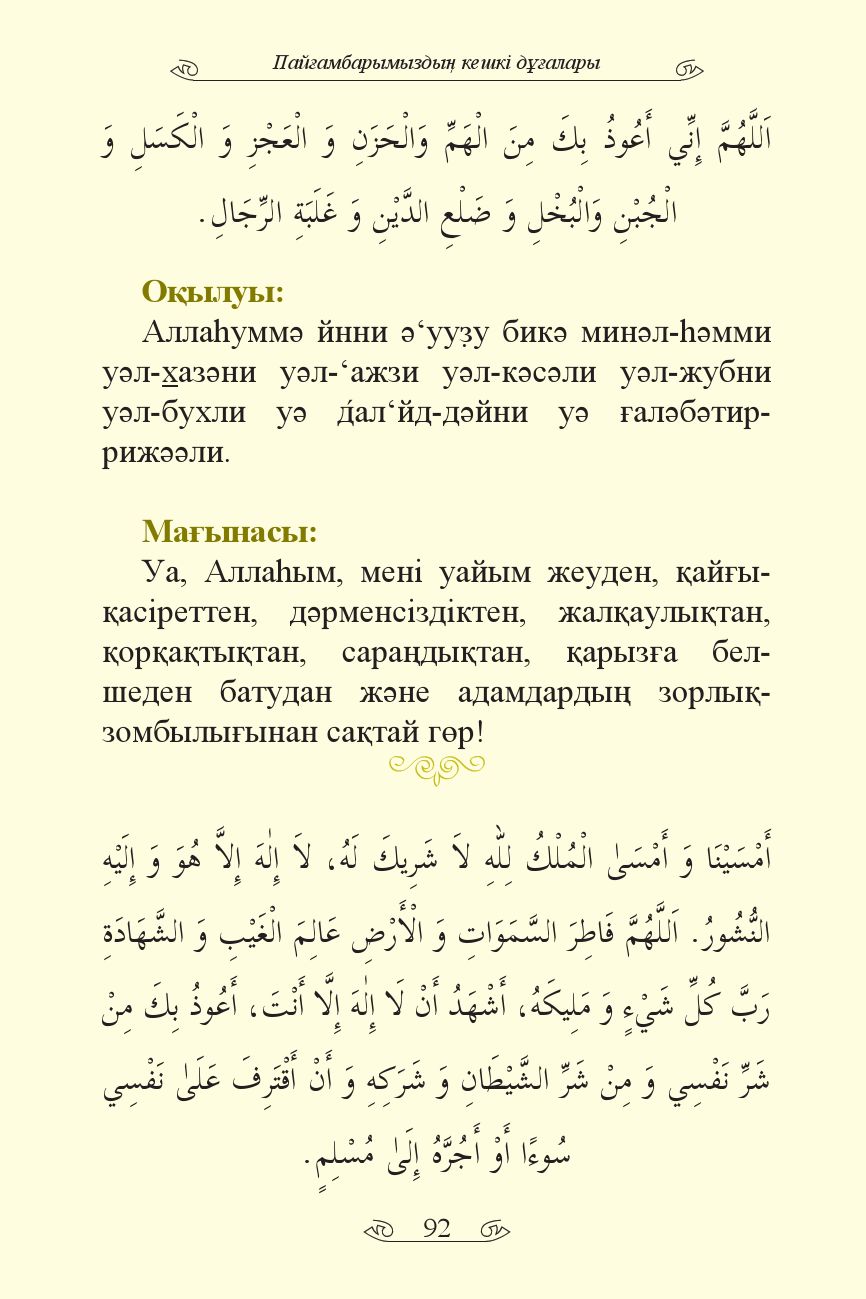 Пайғамбарымыздың кешкі дұғалары
اَللَّهُمَّ إِنِّي أَعُوذُ بِكَ مِنَ الْهَمِّ وَالْحَزَنِ وَ الْعَجْزِ وَ الْكَسَلِ وَ
الْجُبْنِ وَالْبُخْلِ وَ ضَلْعِ الدَّيْنِ وَ غَلَبَةِ الرِّجَالِ.
Оқылуы:
Аллаһуммә йнни ә‘ууз̣у бикә минәл-һәмми
уәл-х̲азәни уәл-‘ажзи уәл-кәсәли уәл-жубни
уәл-бухли уә д́ал‘йд-дәйни уә ғаләбәтир-
рижәәли.
Мағынасы:
Уа, Аллаһым, мені уайым жеуден, қайғы-
қасіреттен, дәрменсіздіктен, жалқаулықтан,
қорқақтықтан, сараңдықтан, қарызға бел-
шеден батудан және адамдардың зорлық-
зомбылығынан сақтай гөр!
أَمْسَيْنَا وَ أَمْسَىٰ الْمُلْكُ لِلّٰهِ لاَ شَرِيكَ لَهُ، لاَ إِلٰهَ إِلاَّ هُوَ وَ إِلَيْهِ
النُّشُورُ. اَللَّهُمَّ فَاطِرَ السَّمَوَاتِ وَ الْأَرْضِ عَالِمَ الْغَيْبِ وَ الشَّهَادَةِ
رَبَّ كُلِّ شَيْءٍ وَ مَلِيكَهُ، أَشْهَدُ أَنْ لَا إِلٰهَ إِلَّا أَنْتَ، أَعُوذُ بِكَ مِنْ
شَرِّ نَفْسِي وَ مِنْ شَرِّ الشَّيْطَانِ وَ شَرَكِهِ وَ أَنْ أَقْتَرِفَ عَلَىٰ نَفْسِي
سُوءًا أَوْ أَجُرَّهُ إِلَىٰ مُسْلِمٍ.
92